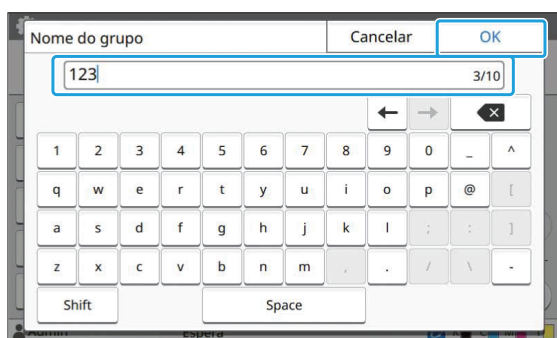 Nome do grupo Cancelar OK
123 3/10
← →
1 2 3 4 5 6 7 8 9 0 _ ^
q w e r t y u i o p @ [
a s d f g h j k l ; : ]
z x c v b n m , . / \ -
Shift Space
Admin Espera K C M Y